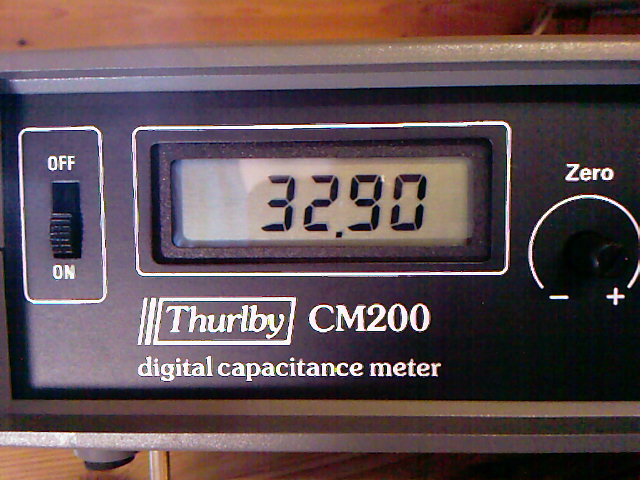 OFF
ON
32.90
Zero
− +
Thurlby CM200
digital capacitance meter